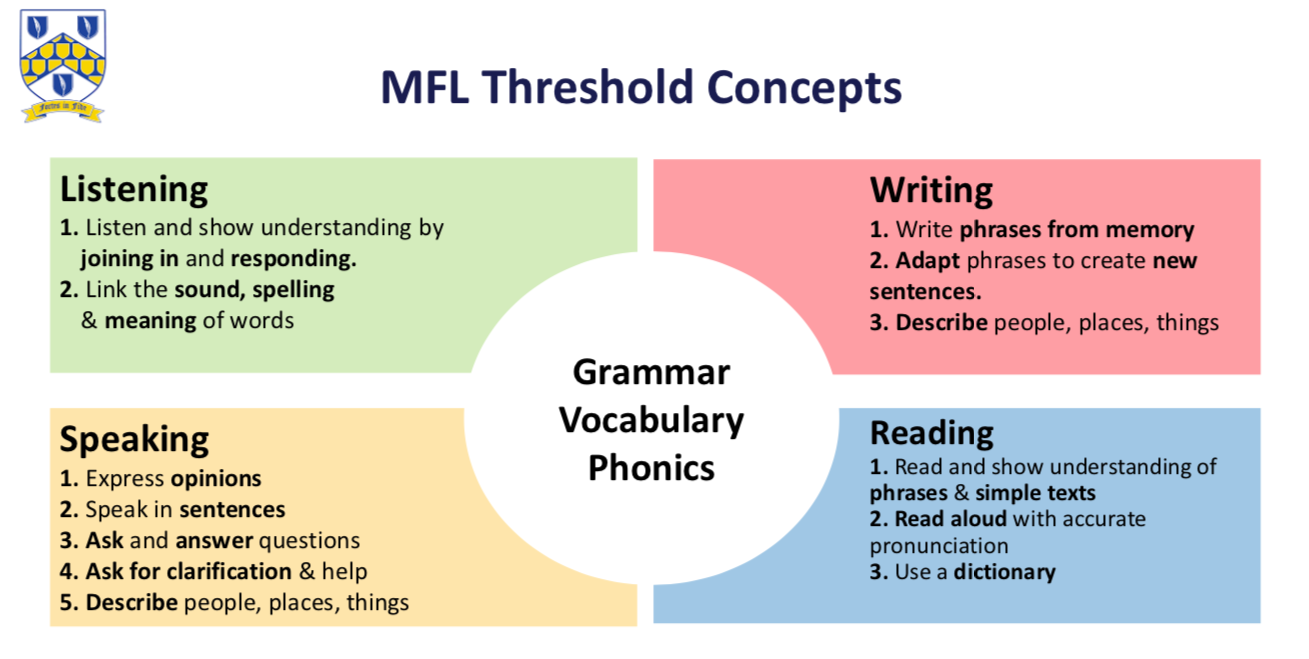 Fortes in Fide
MFL Threshold Concepts
Listening
1. Listen and show understanding by
joining in and responding.
2. Link the sound, spelling
& meaning of words
Writing
1. Write phrases from memory
2. Adapt phrases to create new
sentences.
3. Describe people, places, things
Grammar
Vocabulary
Phonics
Speaking
1. Express opinions
2. Speak in sentences
3. Ask and answer questions
4. Ask for clarification & help
5. Describe people, places, things
Reading
1. Read and show understanding of
phrases & simple texts
2. Read aloud with accurate
pronunciation
3. Use a dictionary